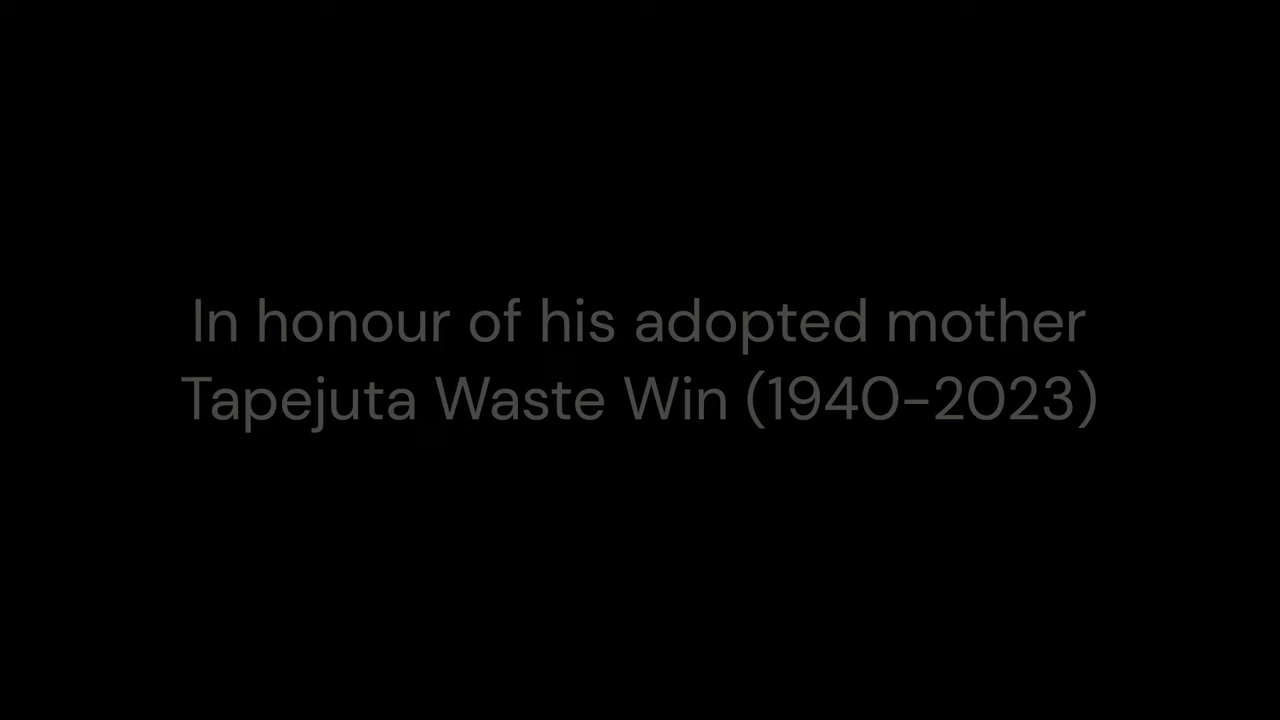 In honour of his adopted mother
Tapejuta Waste Win (1940-2023)